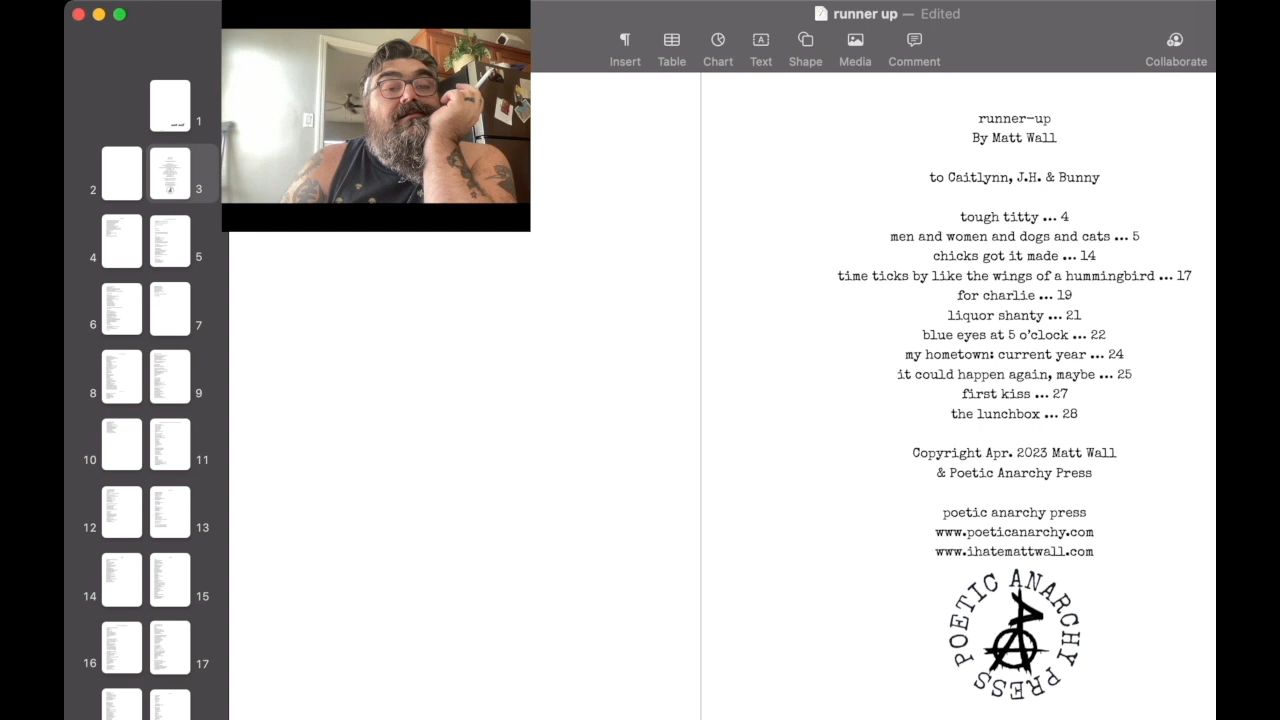 runner up — Edited
Insert
Table
Chart
Text
Shape
Media
Comment
Collaborate
1
2
3
4
5
6
7
8
9
10
11
12
13
14
15
16
17
runner-up
By Matt Wall
to Caitlynn, J.H. & Bunny
tough titty ... 4
men and women and dogs and cats ... 5
chicks got it made ... 14
time ticks by like the wings of a hummingbird ... 17
for charlie ... 19
liquor shanty ... 21
blue eyes at 5 o'clock ... 22
my hometown: current year ... 24
it could happen again, maybe ... 25
first kiss ... 27
the lunchbox ... 28
Copyright Apr. 2023 Matt Wall
& Poetic Anarchy Press
poetic anarchy press
www.poeticanarchy.com
www.ihatemattwall.com
POETIC ANARCHY PRESS